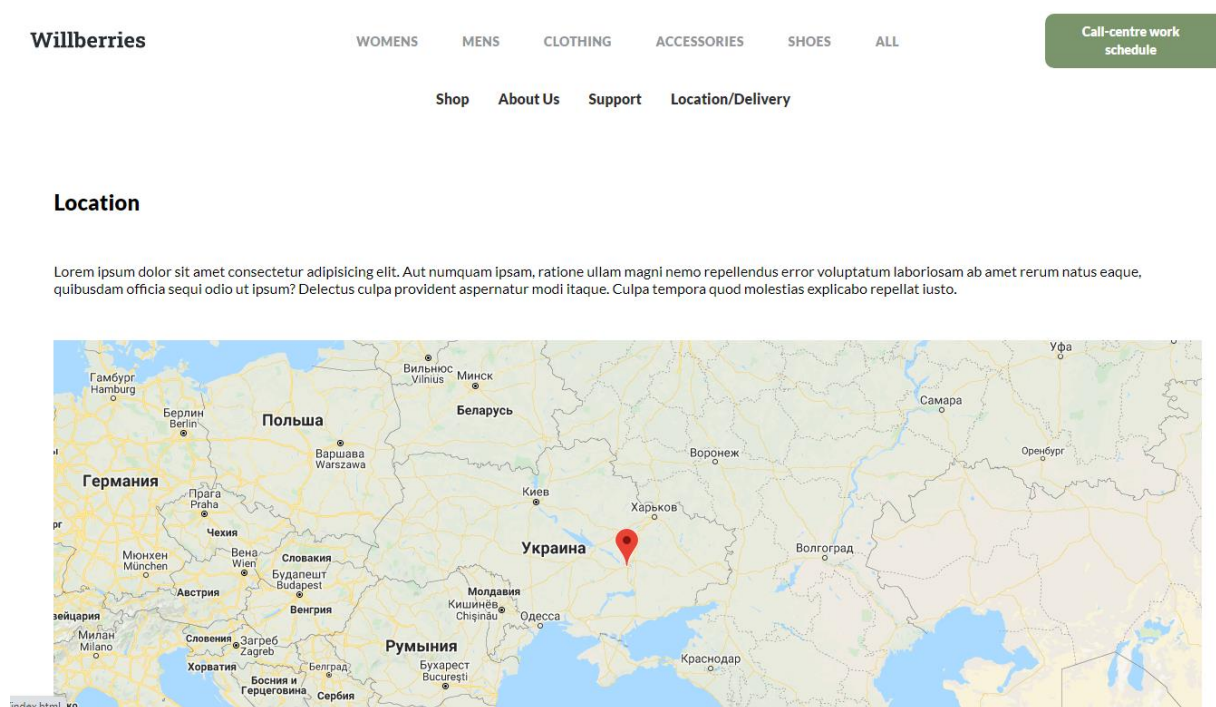 Willberries
WOMENS MENS CLOTHING ACCESSORIES SHOES ALL
Call-centre work
schedule
Shop About Us Support Location/Delivery
Location
Lorem ipsum dolor sit amet consectetur adipisicing elit. Aut numquam ipsam, ratione ullam magni nemo repellendus error voluptatum laboriosam ab amet rerum natus eaque,
quibusdam officia sequi odio ut ipsum? Delectus culpa provident aspernatur modi itaque. Culpa tempora quod molestias explicabo repellat iusto.
Уфа
Вильнюс
Vilnius
Минск
Гамбург
Hamburg
Самара
Берлин
Berlin
Польша
Беларусь
Варшава
Warszawa
Воронеж
Оренбург
Германия
Прага
Praha
Киев
Харьков
Чехия
Украина
Волгоград
Мюнхен
München
Вена
Wien
Словакия
Будапешт
Budapest
Австрия
Венгрия
Молдавия
Кишинёв
Chișinău
Одесса
вейцария
Милан
Milano
Словения
Загреб
Zagreb
Румыния
Краснодар
Хорватия
Белград
Бухарест
București
Босния и
Герцеговина
Сербия
index.html